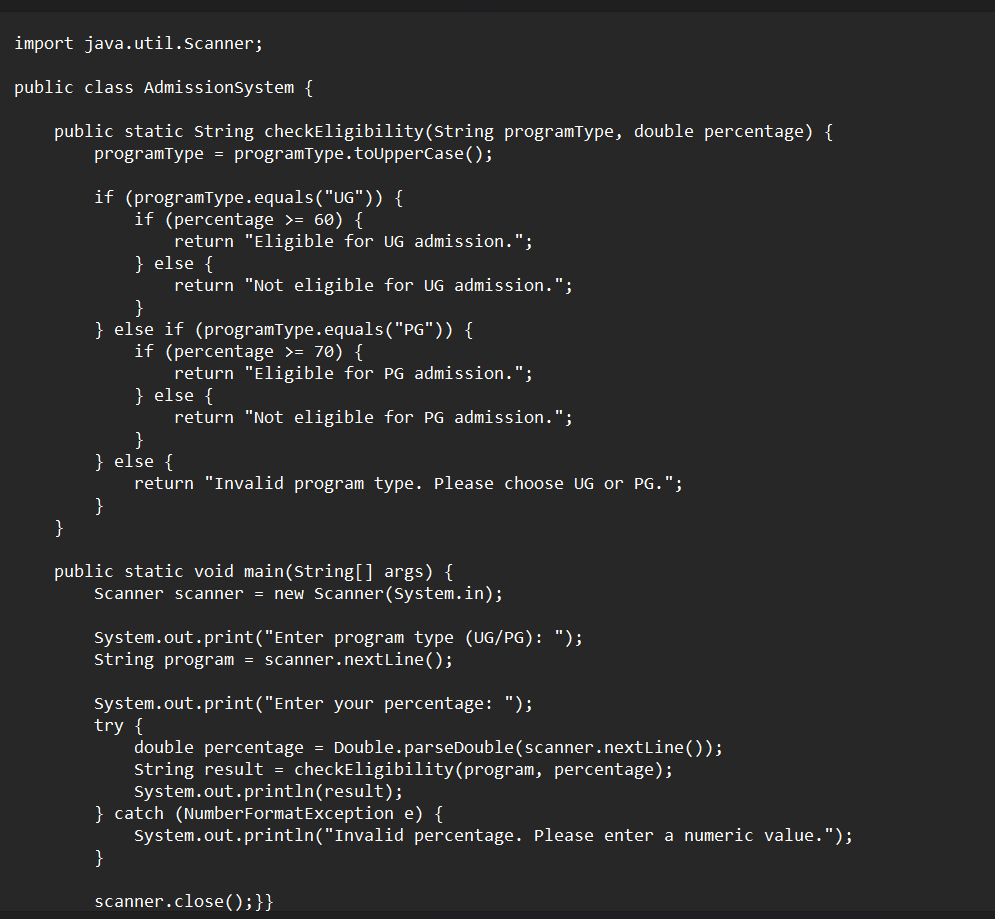 import java.util.Scanner;
public class AdmissionSystem {
    public static String checkEligibility(String programType, double percentage) {
        programType = programType.toUpperCase();
        if (programType.equals("UG")) {
            if (percentage >= 60) {
                return "Eligible for UG admission.";
            } else {
                return "Not eligible for UG admission.";
            }
        } else if (programType.equals("PG")) {
            if (percentage >= 70) {
                return "Eligible for PG admission.";
            } else {
                return "Not eligible for PG admission.";
            }
        } else {
            return "Invalid program type. Please choose UG or PG.";
        }
    }
    public static void main(String[] args) {
        Scanner scanner = new Scanner(System.in);
        System.out.print("Enter program type (UG/PG): ");
        String program = scanner.nextLine();
        System.out.print("Enter your percentage: ");
        try {
            double percentage = Double.parseDouble(scanner.nextLine());
            String result = checkEligibility(program, percentage);
            System.out.println(result);
        } catch (NumberFormatException e) {
            System.out.println("Invalid percentage. Please enter a numeric value.");
        }
        scanner.close();}}